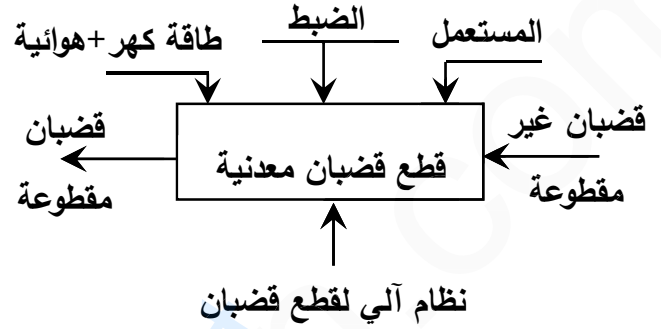 الضبط
المستعمل
طاقة كهر+هوائية
قضبان غير
مقطوعة
قطع قضبان معدنية
قضبان
مقطوعة
نظام آلي لقطع قضبان